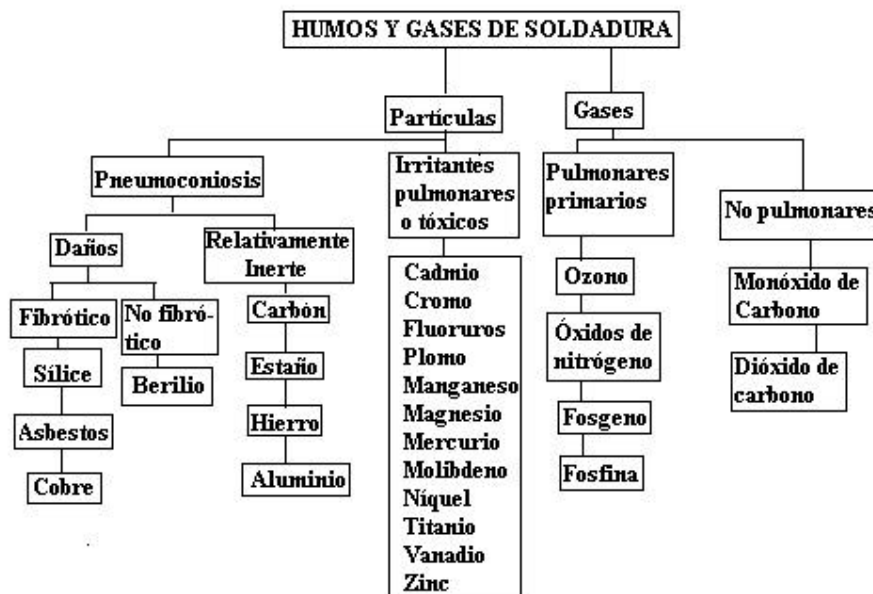 HUMOS Y GASES DE SOLDADURA
Partículas
Gases
Pneumoconiosis
Irritantes
pulmonares
o tóxicos
Pulmonares
primarios
No pulmonares
Daños
Relativamente
Inerte
Fibrótico
No fibró-
tico
Carbón
Sílice
Berilio
Estaño
Asbestos
Hierro
Cobre
Aluminio
Cadmio
Cromo
Fluoruros
Plomo
Manganeso
Magnesio
Mercurio
Molibdeno
Níquel
Titanio
Vanadio
Zinc
Ozono
Óxidos de
nitrógeno
Fosgeno
Fosfina
Monóxido de
Carbono
Dióxido de
carbono